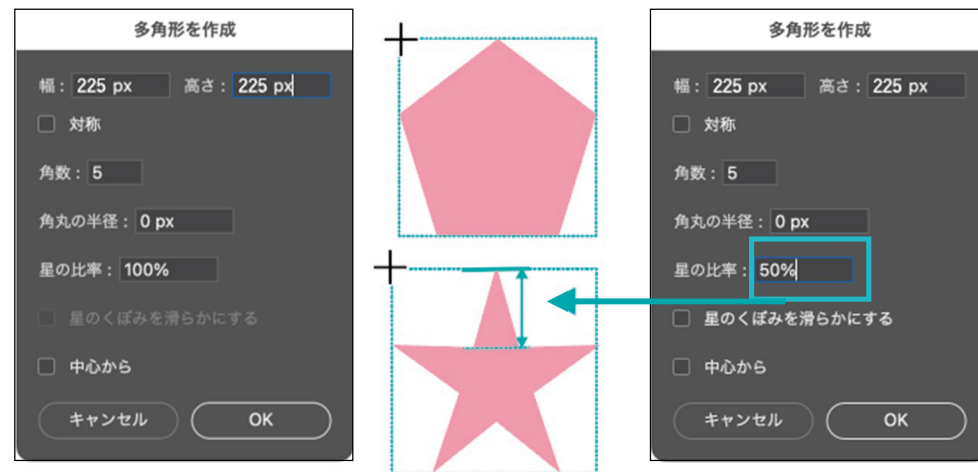 多角形を作成
幅： 225 px 高さ： 225 px
対称
角数： 5
角丸の半径： 0 px
星の比率： 100%
星のくぼみを滑らかにする
中心から
キャンセル OK
多角形を作成
幅： 225 px 高さ： 225 px
対称
角数： 5
角丸の半径： 0 px
星の比率： 50%
星のくぼみを滑らかにする
中心から
キャンセル OK